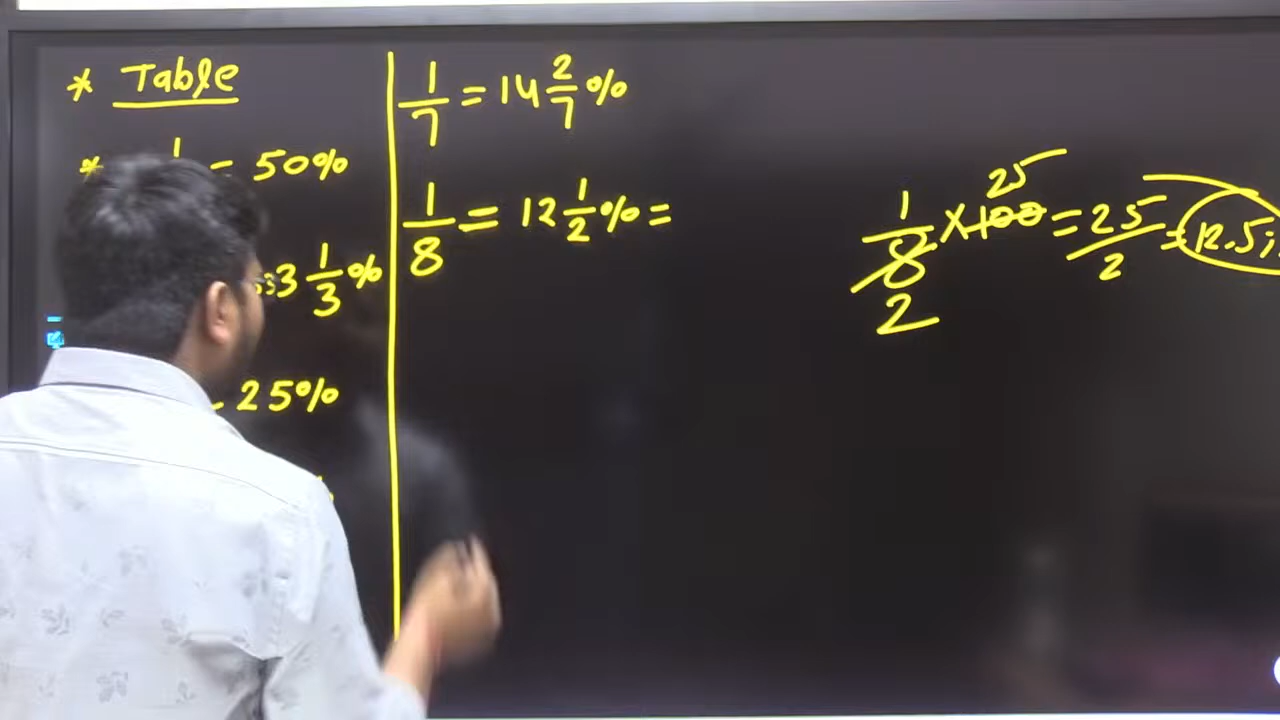 * Table
* 1 = 50%
3 1/3 %
25%
1/7 = 14 2/7 %
1/8 = 12 1/2 % =
1/8 × 100 = 25/2 = 12.5
25
2